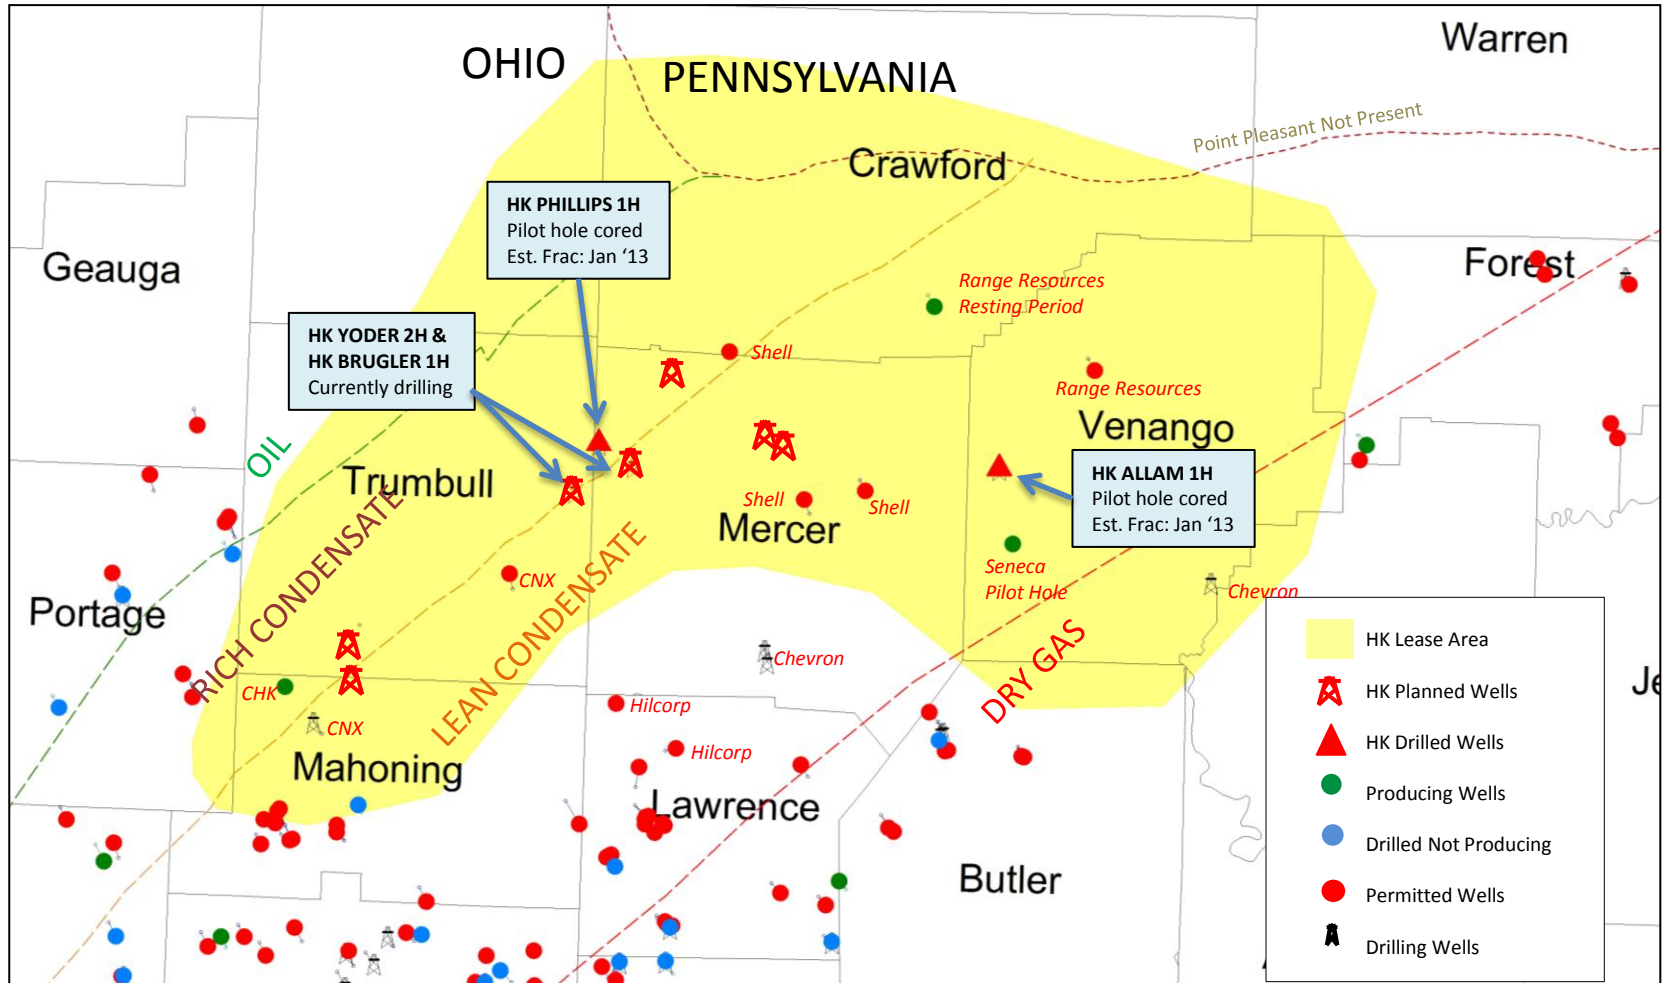 OHIO
PENNSYLVANIA
Warren
Point Pleasant Not Present
Crawford
HK PHILLIPS 1H
Pilot hole cored
Est. Frac: Jan ‘13
Geauga
Forest
Range Resources
Resting Period
HK YODER 2H &
HK BRUGLER 1H
Currently drilling
Shell
Range Resources
Venango
OIL
Trumbull
HK ALLAM 1H
Pilot hole cored
Est. Frac: Jan ‘13
Shell
Shell
Mercer
RICH CONDENSATE
LEAN CONDENSATE
CNX
Seneca
Pilot Hole
Chevron
Portage
Chevron
DRY GAS
CHK
CNX
Hilcorp
Hilcorp
Mahoning
Lawrence
Butler
Je
HK Lease Area
HK Planned Wells
HK Drilled Wells
Producing Wells
Drilled Not Producing
Permitted Wells
Drilling Wells